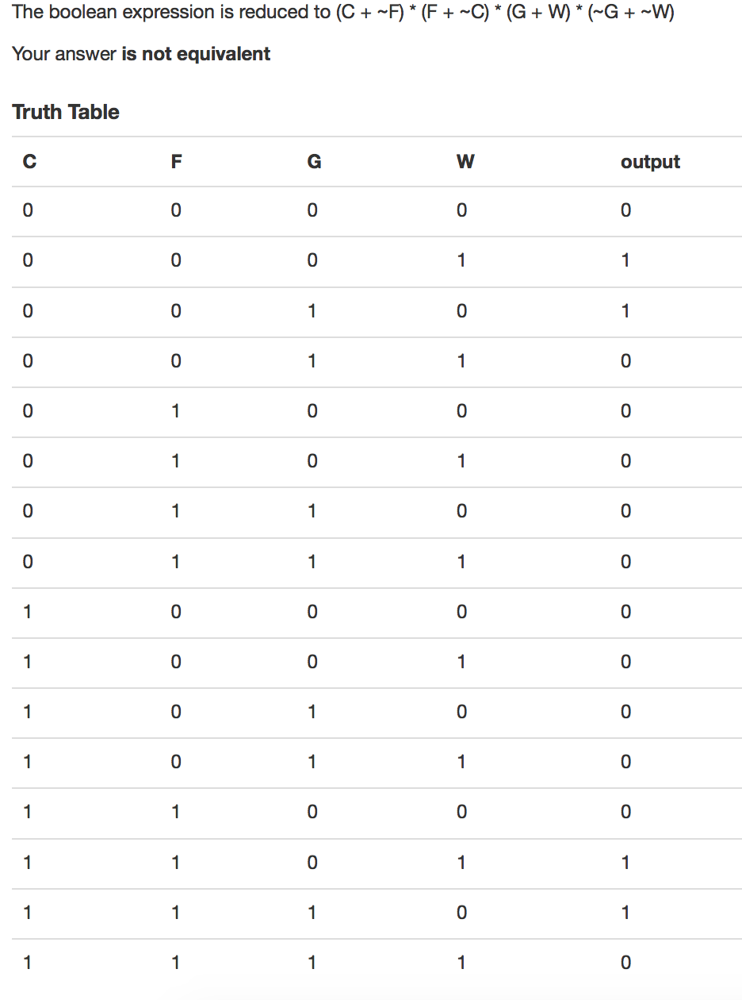 The boolean expression is reduced to (C + ~F) * (F + ~C) * (G + W) * (~G + ~W)
Your answer is not equivalent
Truth Table
C F G W output
0 0 0 0 0
0 0 0 1 1
0 0 1 0 1
0 0 1 1 0
0 1 0 0 0
0 1 0 1 0
0 1 1 0 0
0 1 1 1 0
1 0 0 0 0
1 0 0 1 0
1 0 1 0 0
1 0 1 1 0
1 1 0 0 0
1 1 0 1 1
1 1 1 0 1
1 1 1 1 0